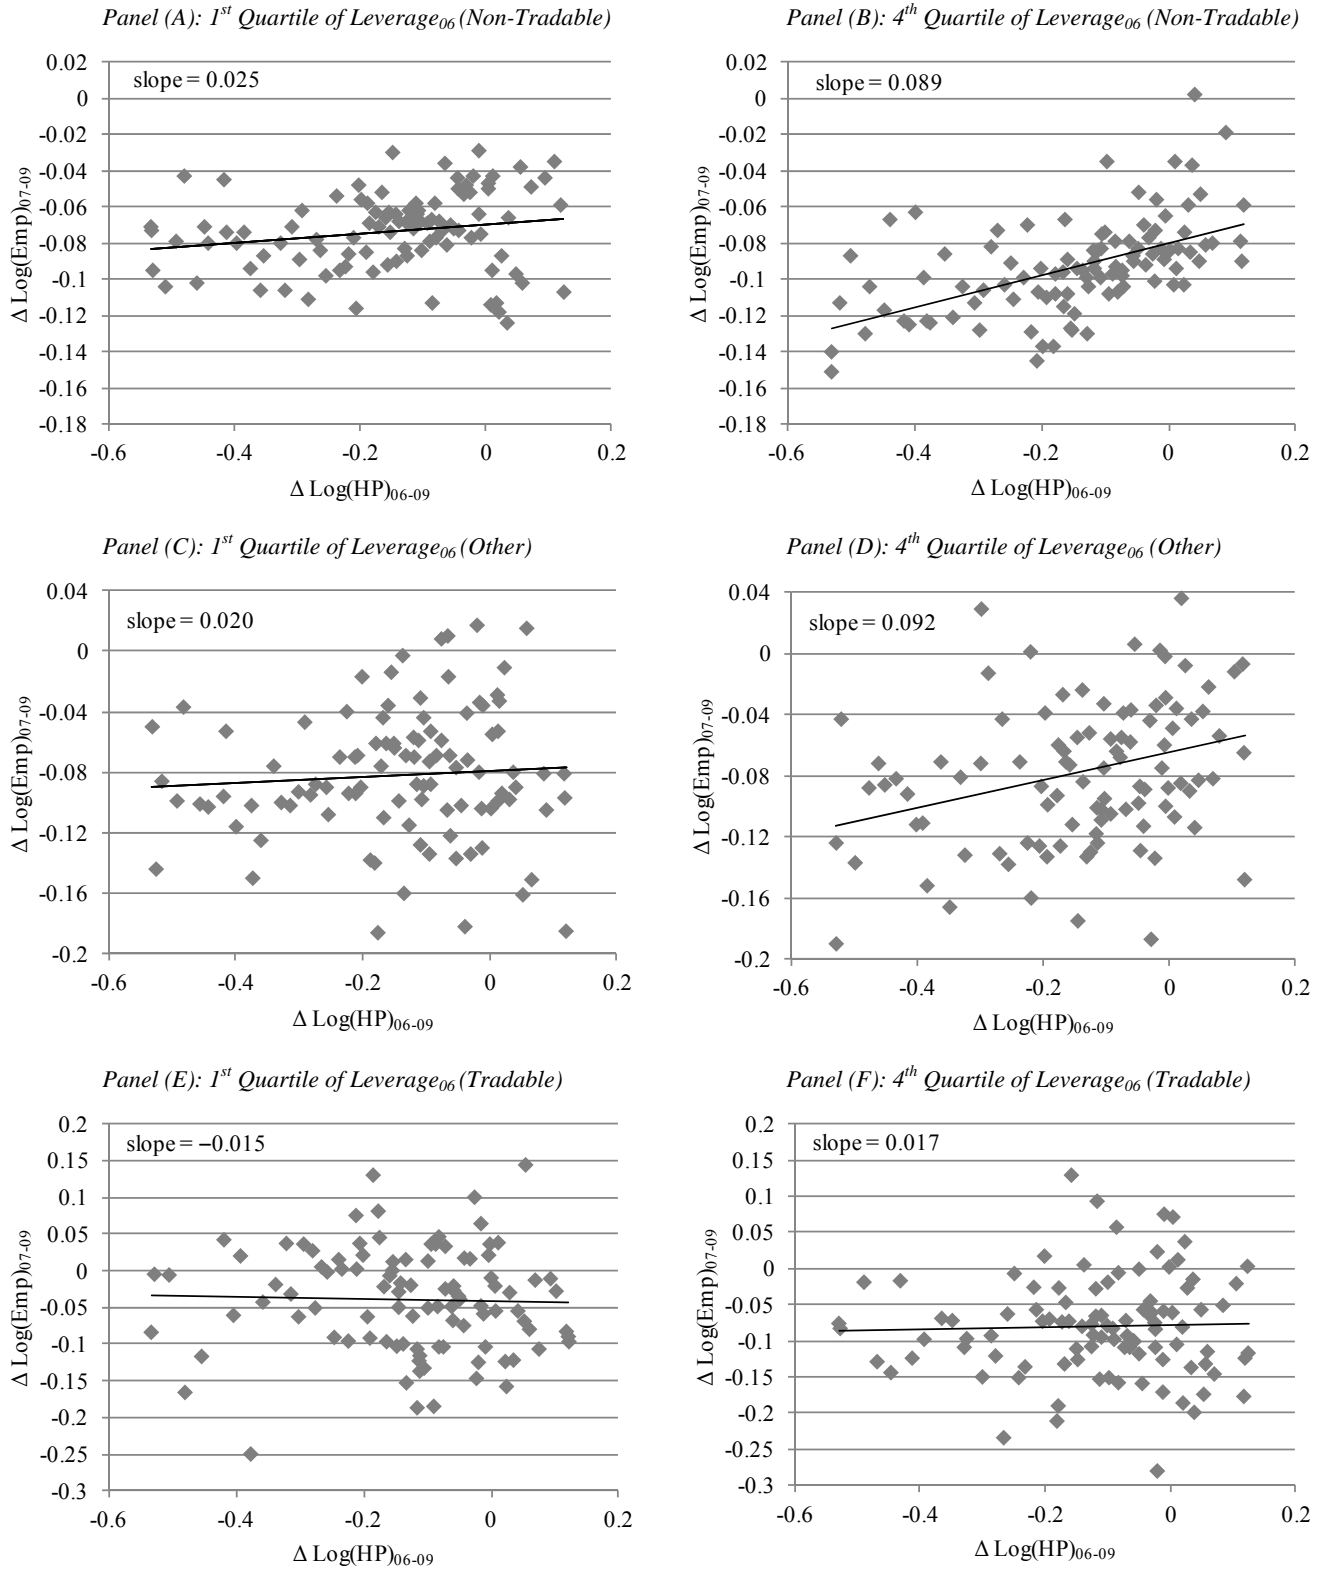 Panel (A): 1st Quartile of Leverage06 (Non-Tradable)
slope = 0.025
0.02
0
-0.02
-0.04
-0.06
-0.08
-0.1
-0.12
-0.14
-0.16
-0.18
Δ Log(Emp)07-09
-0.6 -0.4 -0.2 0 0.2
Δ Log(HP)06-09
Panel (B): 4th Quartile of Leverage06 (Non-Tradable)
slope = 0.089
0.02
0
-0.02
-0.04
-0.06
-0.08
-0.1
-0.12
-0.14
-0.16
-0.18
Δ Log(Emp)07-09
-0.6 -0.4 -0.2 0 0.2
Δ Log(HP)06-09
Panel (C): 1st Quartile of Leverage06 (Other)
slope = 0.020
0.04
0
-0.04
-0.08
-0.12
-0.16
-0.2
Δ Log(Emp)07-09
-0.6 -0.4 -0.2 0 0.2
Δ Log(HP)06-09
Panel (D): 4th Quartile of Leverage06 (Other)
slope = 0.092
0.04
0
-0.04
-0.08
-0.12
-0.16
-0.2
Δ Log(Emp)07-09
-0.6 -0.4 -0.2 0 0.2
Δ Log(HP)06-09
Panel (E): 1st Quartile of Leverage06 (Tradable)
slope = −0.015
0.2
0.15
0.1
0.05
0
-0.05
-0.1
-0.15
-0.2
-0.25
-0.3
Δ Log(Emp)07-09
-0.6 -0.4 -0.2 0 0.2
Δ Log(HP)06-09
Panel (F): 4th Quartile of Leverage06 (Tradable)
slope = 0.017
0.2
0.15
0.1
0.05
0
-0.05
-0.1
-0.15
-0.2
-0.25
-0.3
Δ Log(Emp)07-09
-0.6 -0.4 -0.2 0 0.2
Δ Log(HP)06-09